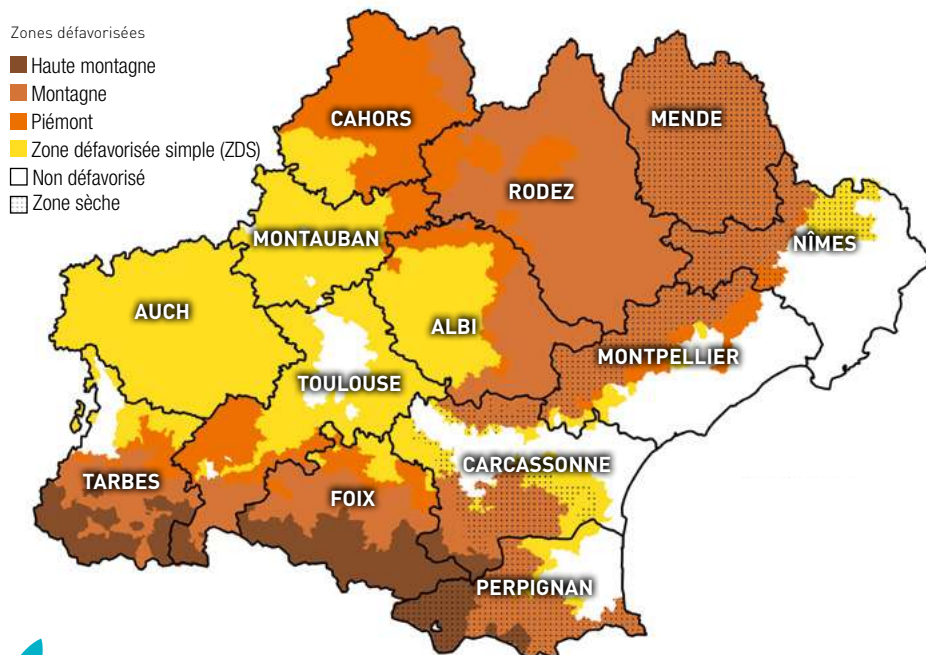 Zones défavorisées
Haute montagne
Montagne
Piémont
Zone défavorisée simple (ZDS)
Non défavorisé
Zone sèche
CAHORS
MENDE
RODEZ
MONTAUBAN
NÎMES
AUCH
ALBI
MONTPELLIER
TOULOUSE
CARCASSONNE
TARBES
FOIX
PERPIGNAN